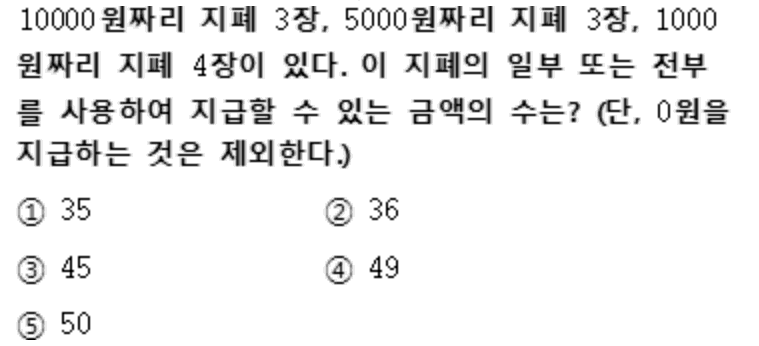 10000원짜리 지폐 3장, 5000원짜리 지폐 3장, 1000
원짜리 지폐 4장이 있다. 이 지폐의 일부 또는 전부
를 사용하여 지급할 수 있는 금액의 수는? (단, 0원을
지급하는 것은 제외한다.)
① 35 ② 36
③ 45 ④ 49
⑤ 50